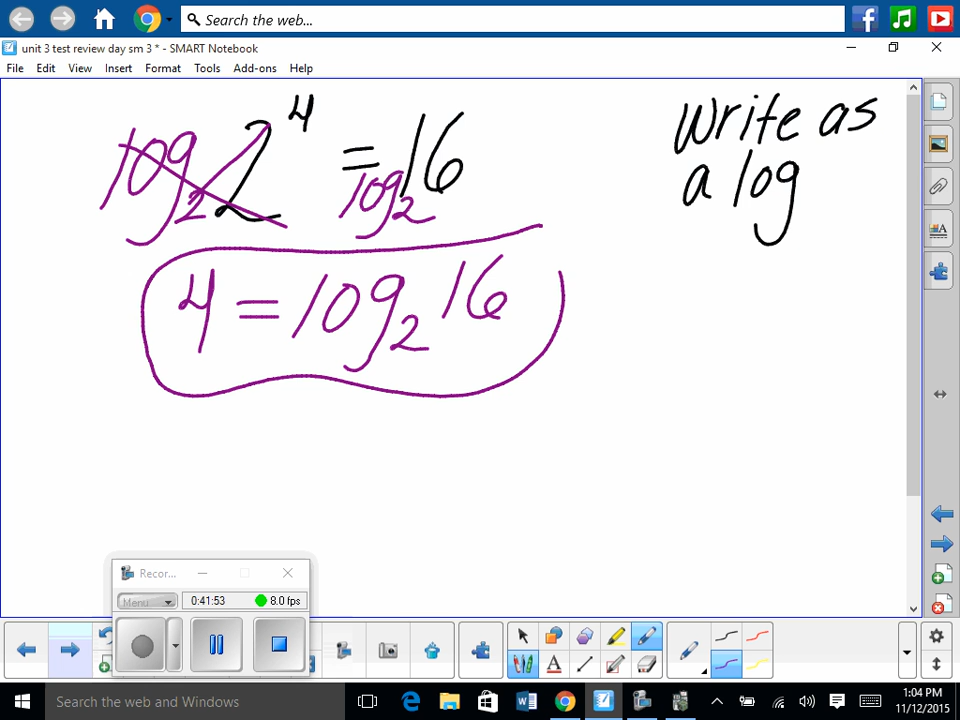 Search the web...
unit 3 test review day sm 3 * - SMART Notebook
File Edit View Insert Format Tools Add-ons Help
log₂ 2⁴ = log₂ 16
write as
a log
4 = log₂ 16
Recor...
Menu 0:41:53 8.0 fps
A
Search the web and Windows
1:04 PM
11/12/2015